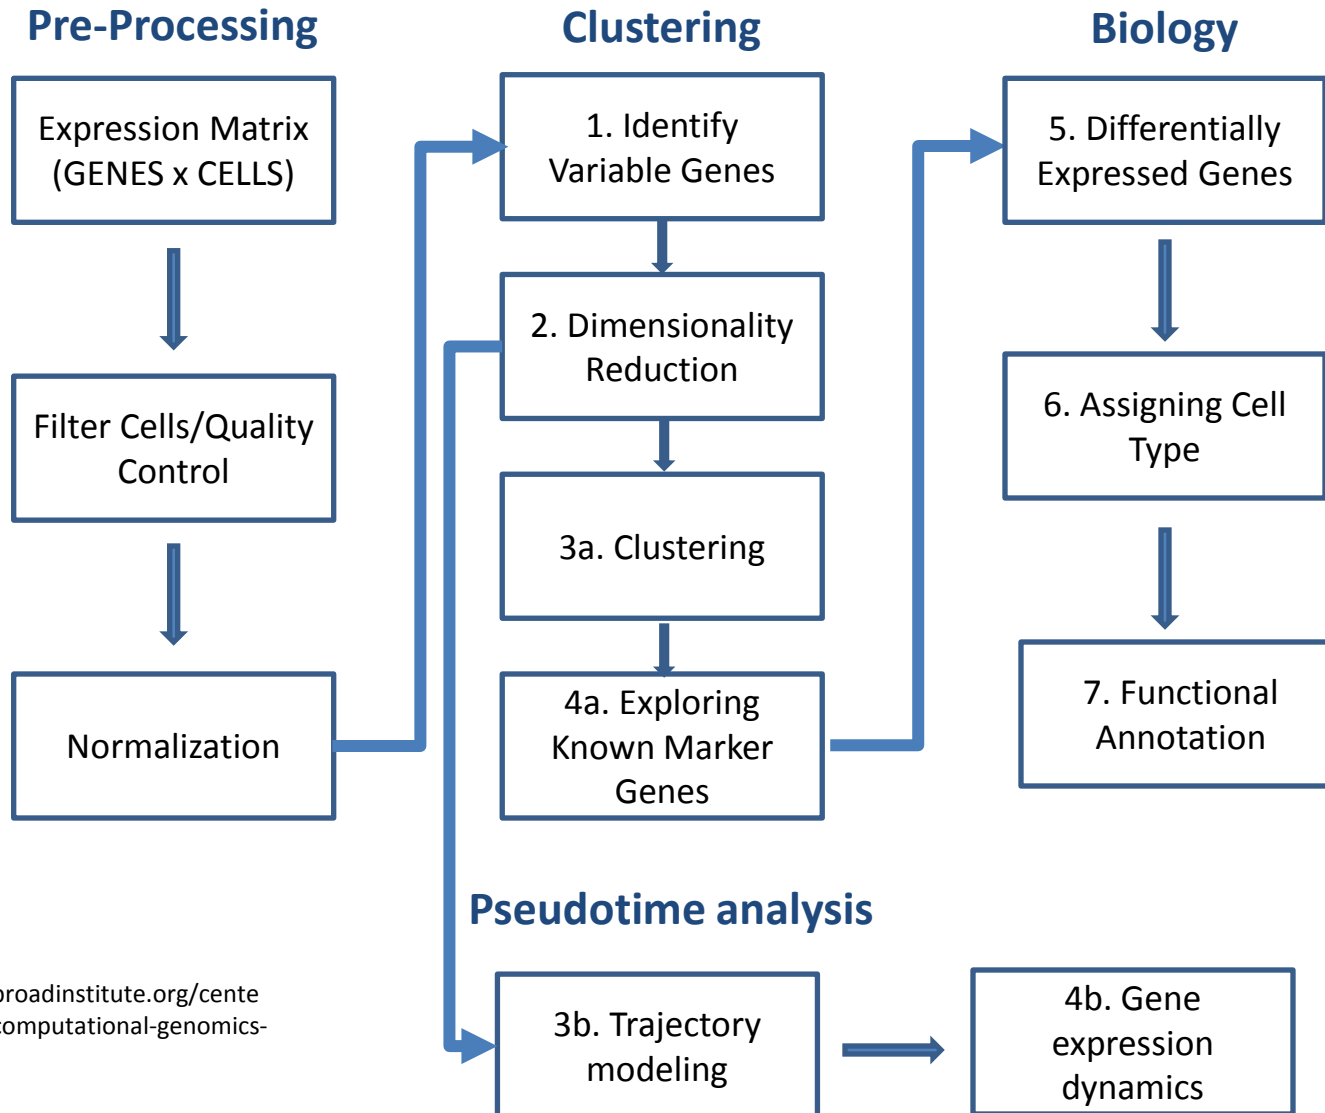 Pre-Processing
Expression Matrix
(GENES x CELLS)
Filter Cells/Quality
Control
Normalization
Clustering
1. Identify
Variable Genes
2. Dimensionality
Reduction
3a. Clustering
4a. Exploring
Known Marker
Genes
Biology
5. Differentially
Expressed Genes
6. Assigning Cell
Type
7. Functional
Annotation
Pseudotime analysis
3b. Trajectory
modeling
4b. Gene
expression
dynamics
broadinstitute.org/cente
computational-genomics-